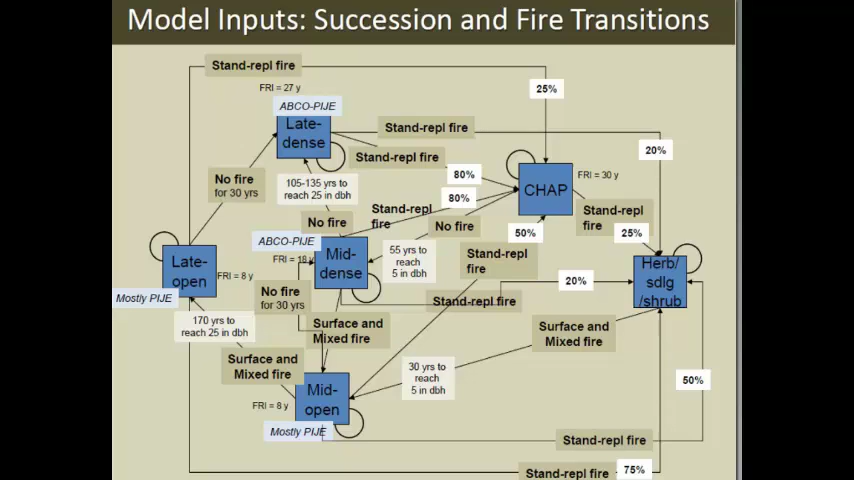 Model Inputs: Succession and Fire Transitions
Stand-repl fire
FRI = 27 y
25%
ABCO-PIJE
Late-
dense
Stand-repl fire
Stand-repl fire
20%
No fire
for 30 yrs
105-135 yrs to
reach 25 in dbh
80%
80%
CHAP
FRI = 30 y
No fire
Stand-repl
fire
No fire
50%
Stand-repl
fire
25%
ABCO-PIJE
FRI = 18 y
Mid-
dense
55 yrs to
reach
5 in dbh
Stand-repl
fire
Late-
open
FRI = 8 y
Mostly PIJE
No fire
for 30 yrs
Stand-repl fire
20%
Herb/
sdlg
/shrub
170 yrs to
reach 25 in dbh
Surface and
Mixed fire
Surface and
Mixed fire
Surface and
Mixed fire
30 yrs to
reach
5 in dbh
50%
Mid-
open
FRI = 8 y
Mostly PIJE
Stand-repl fire
Stand-repl fire
75%